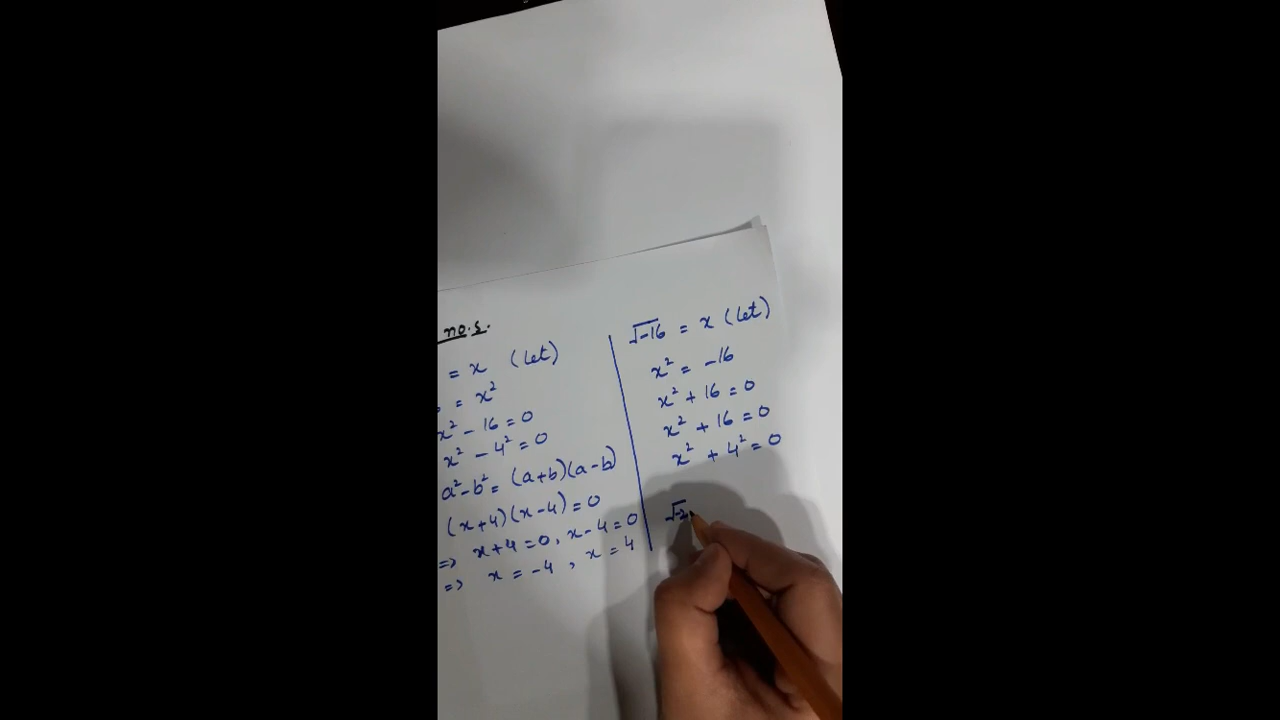 no.s.
= x (let)
= x²
x² - 16 = 0
x² - 4² = 0
a² - b² = (a+b)(a-b)
(x+4)(x-4) = 0
=> x+4 = 0, x-4 = 0
=> x = -4 , x = 4
√-16 = x (let)
x² = -16
x² + 16 = 0
x² + 16 = 0
x² + 4² = 0
√-2